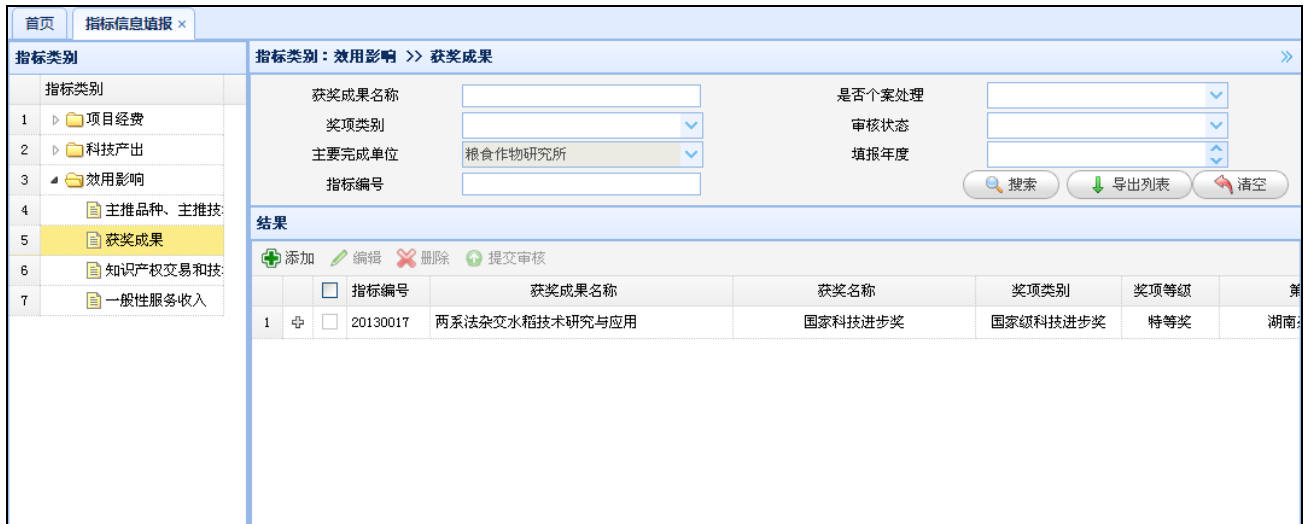 首页 指标信息填报 ×
指标类别
指标类别
1 项目经费
2 科技产出
3 效用影响
4 主推品种、主推技
5 获奖成果
6 知识产权交易和技
7 一般性服务收入
指标类别：效用影响 >> 获奖成果
获奖成果名称 是否个案处理
奖项类别 审核状态
主要完成单位 粮食作物研究所 填报年度
指标编号 搜索 导出列表 清空
结果
添加 编辑 删除 提交审核
指标编号 获奖成果名称 获奖名称 奖项类别 奖项等级 第
1 20130017 两系法杂交水稻技术研究与应用 国家科技进步奖 国家级科技进步奖 特等奖 湖南